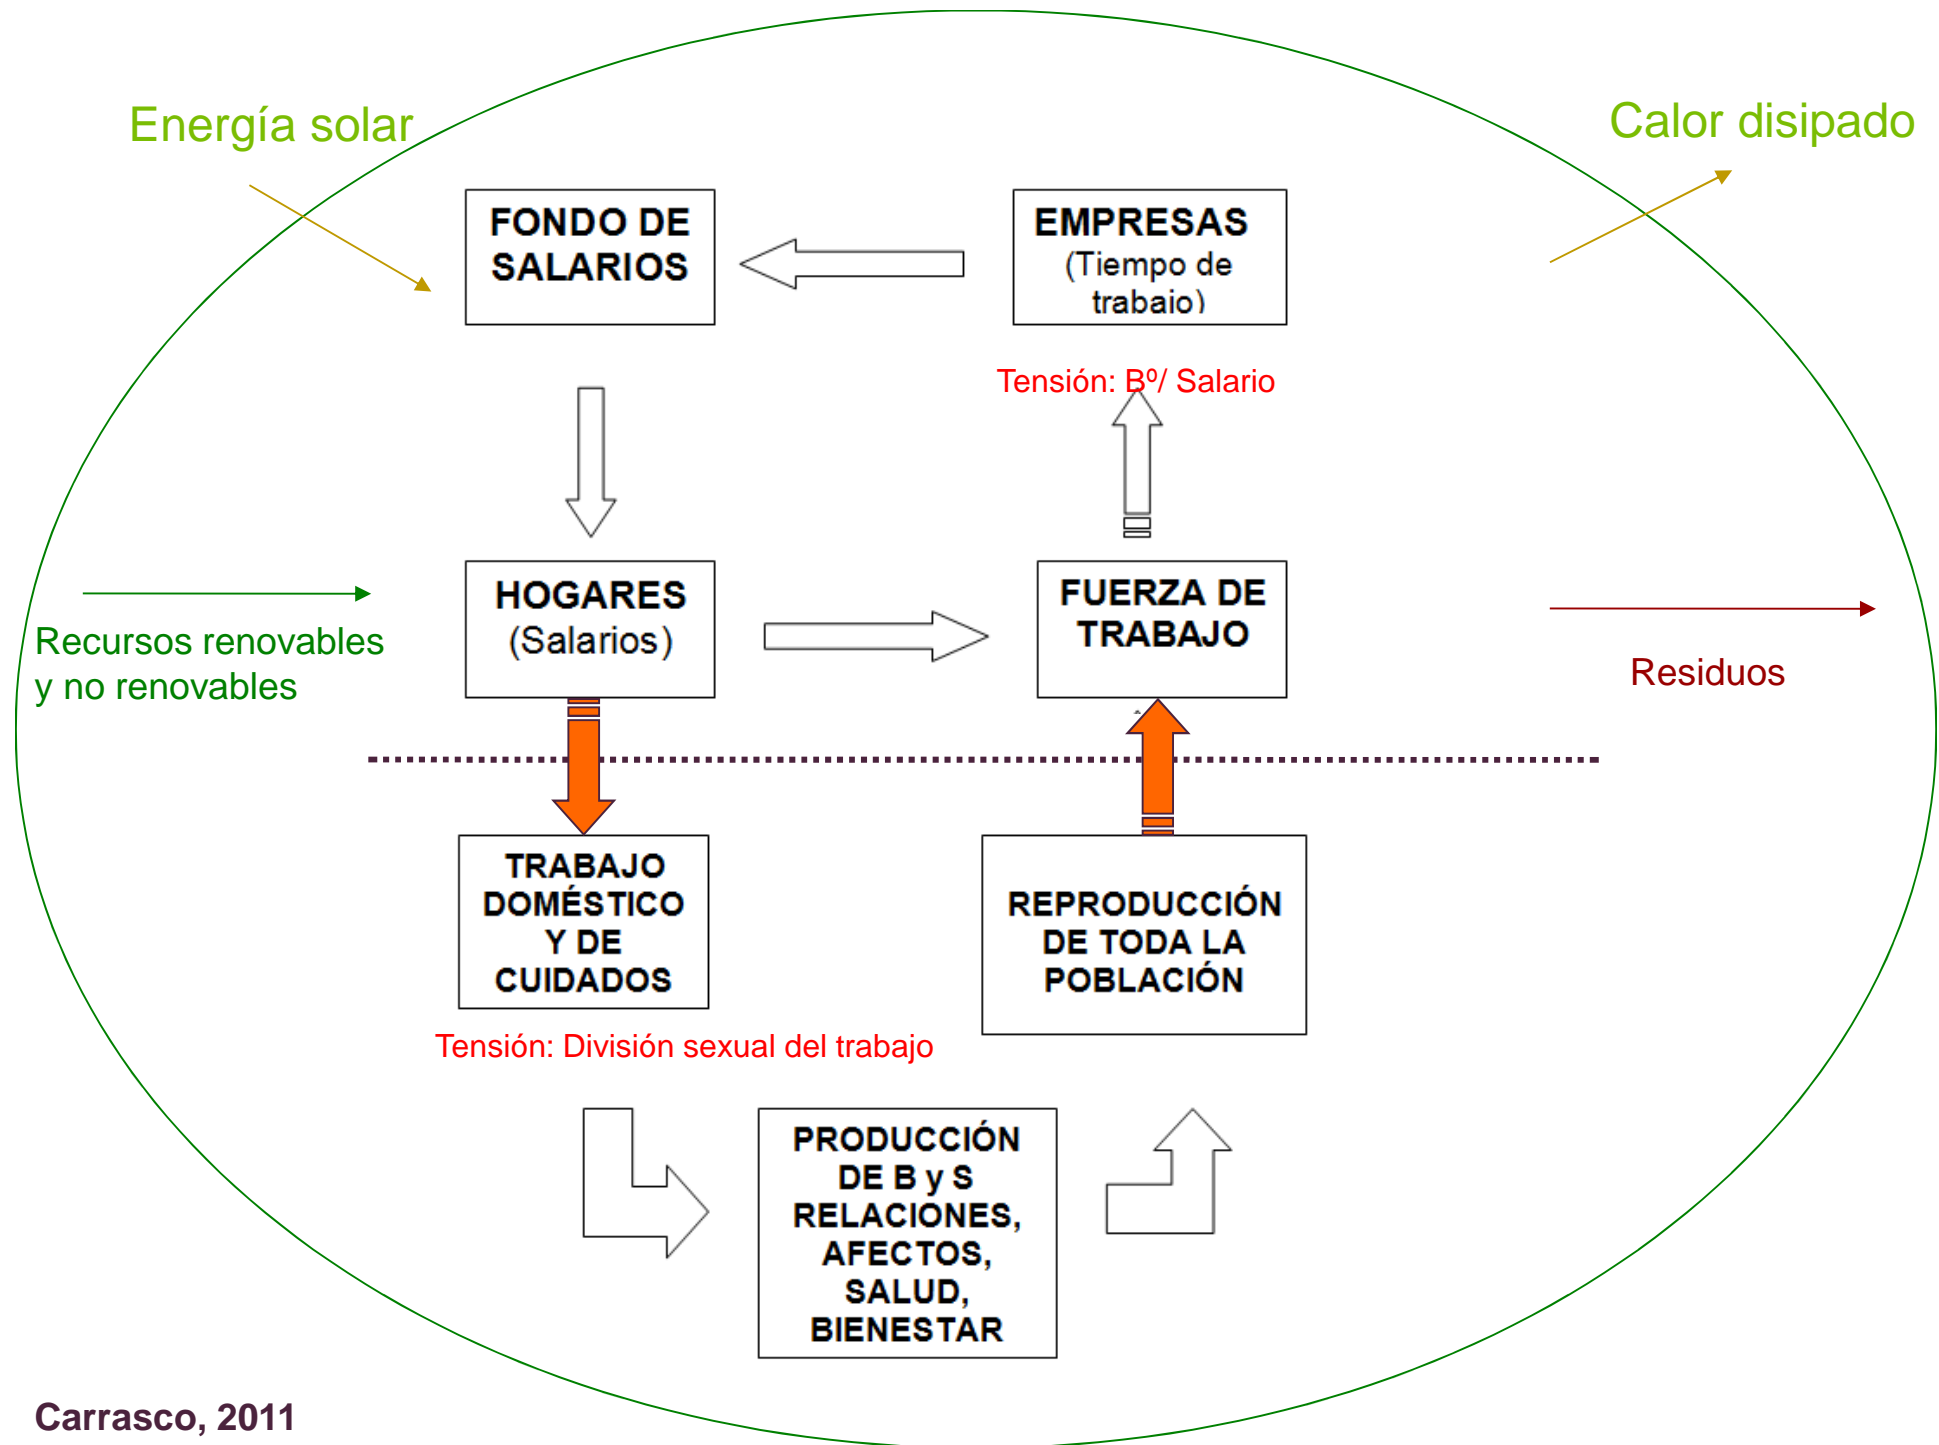 Energía solar
Calor disipado
FONDO DE
SALARIOS
EMPRESAS
(Tiempo de
trabajo)
Tensión: Bº/ Salario
HOGARES
(Salarios)
FUERZA DE
TRABAJO
Recursos renovables
y no renovables
Residuos
TRABAJO
DOMÉSTICO
Y DE
CUIDADOS
REPRODUCCIÓN
DE TODA LA
POBLACIÓN
Tensión: División sexual del trabajo
PRODUCCIÓN
DE B y S
RELACIONES,
AFECTOS,
SALUD,
BIENESTAR
Carrasco, 2011